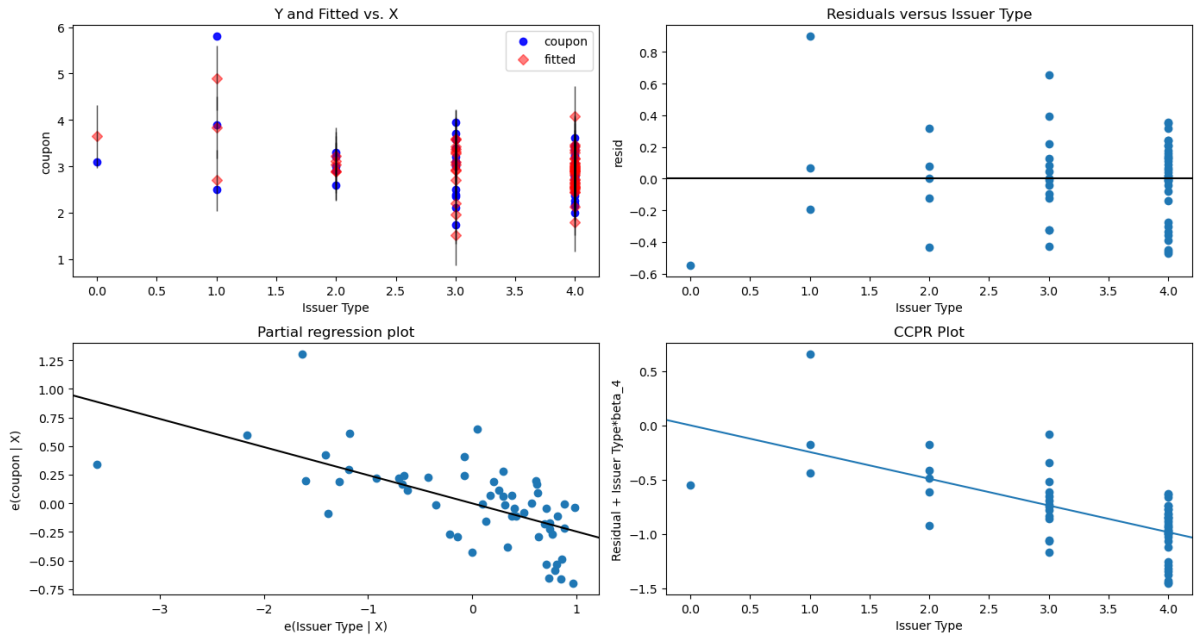 Y and Fitted vs. X
coupon
6
5
4
3
2
1
coupon
fitted
0.0 0.5 1.0 1.5 2.0 2.5 3.0 3.5 4.0
Issuer Type
Residuals versus Issuer Type
resid
0.8
0.6
0.4
0.2
0.0
−0.2
−0.4
−0.6
0.0 0.5 1.0 1.5 2.0 2.5 3.0 3.5 4.0
Issuer Type
Partial regression plot
e(coupon | X)
1.25
1.00
0.75
0.50
0.25
0.00
−0.25
−0.50
−0.75
−3 −2 −1 0 1
e(Issuer Type | X)
CCPR Plot
Residual + Issuer Type*beta_4
0.5
0.0
−0.5
−1.0
−1.5
0.0 0.5 1.0 1.5 2.0 2.5 3.0 3.5 4.0
Issuer Type